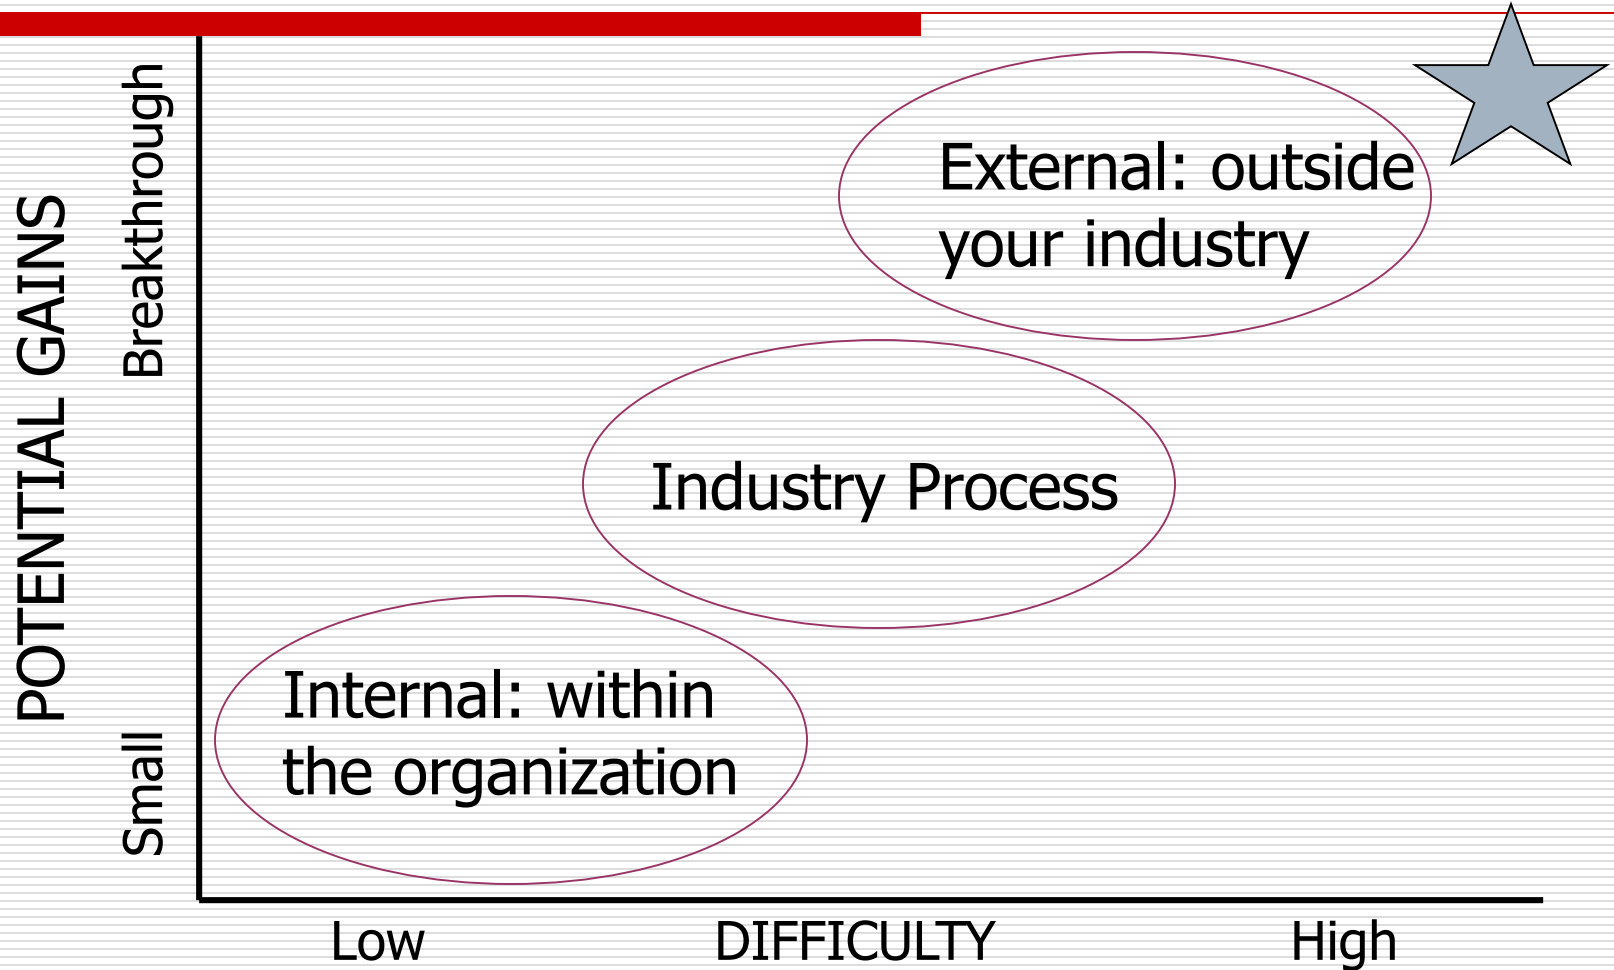 POTENTIAL GAINS
Breakthrough
Small
External: outside
your industry
Industry Process
Internal: within
the organization
Low
DIFFICULTY
High